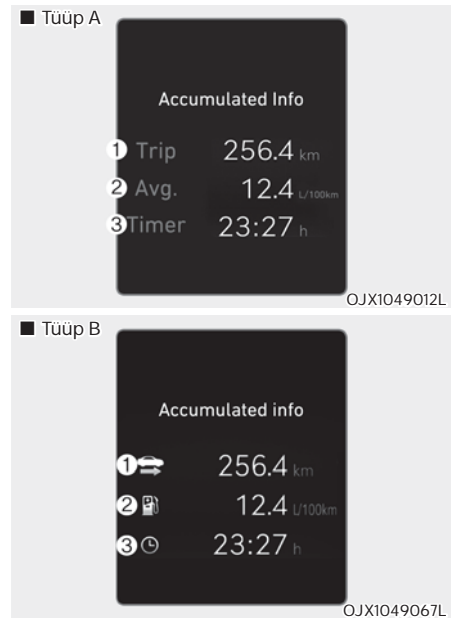 ■ Tüüp A
Accumulated Info
① Trip 256.4 km
② Avg. 12.4 L/100km
③ Timer 23:27 h
OJX1049012L
■ Tüüp B
Accumulated info
① 256.4 km
② 12.4 L/100km
③ 23:27 h
OJX1049067L